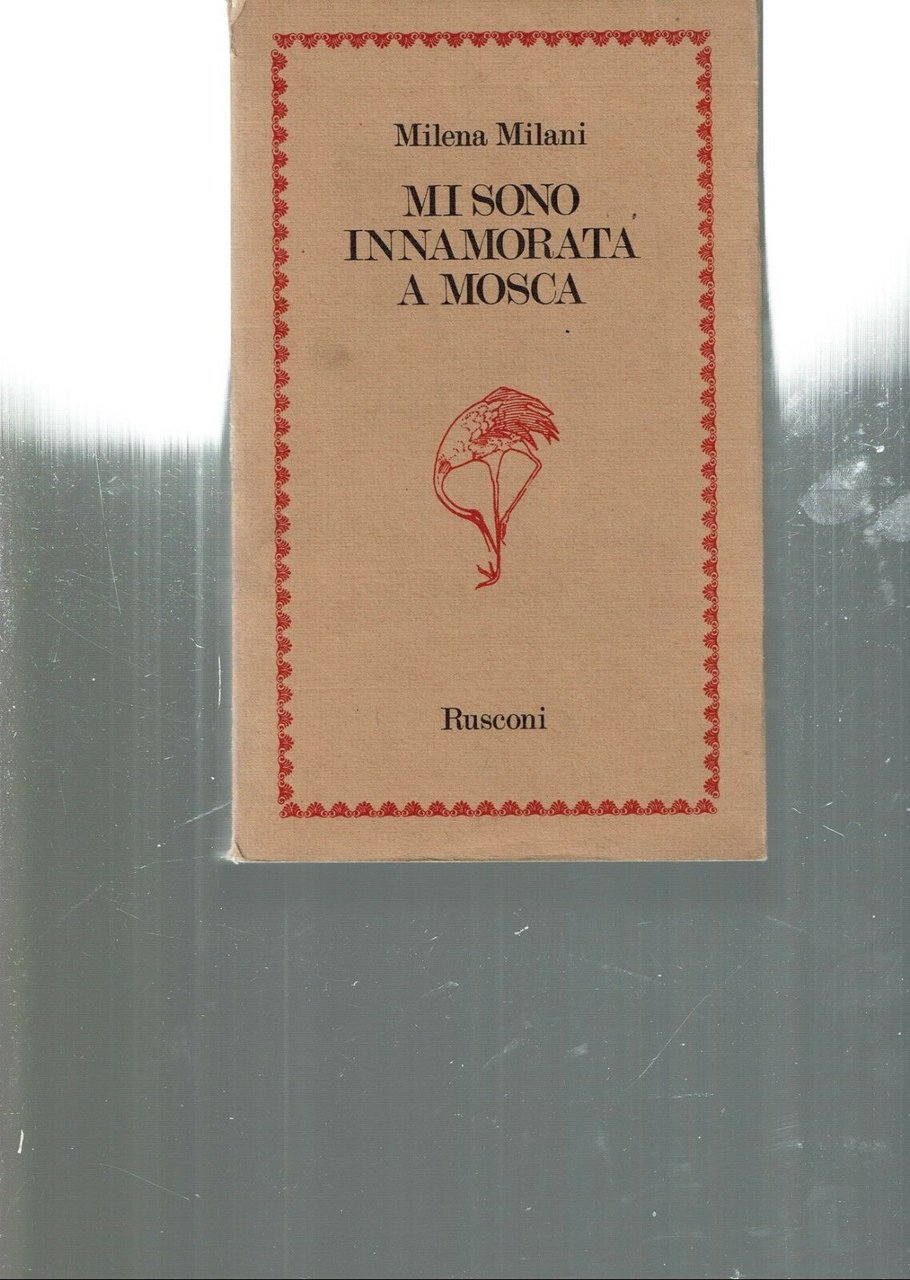 Milena Milani
MI SONO
INNAMORATA
A MOSCA
Rusconi